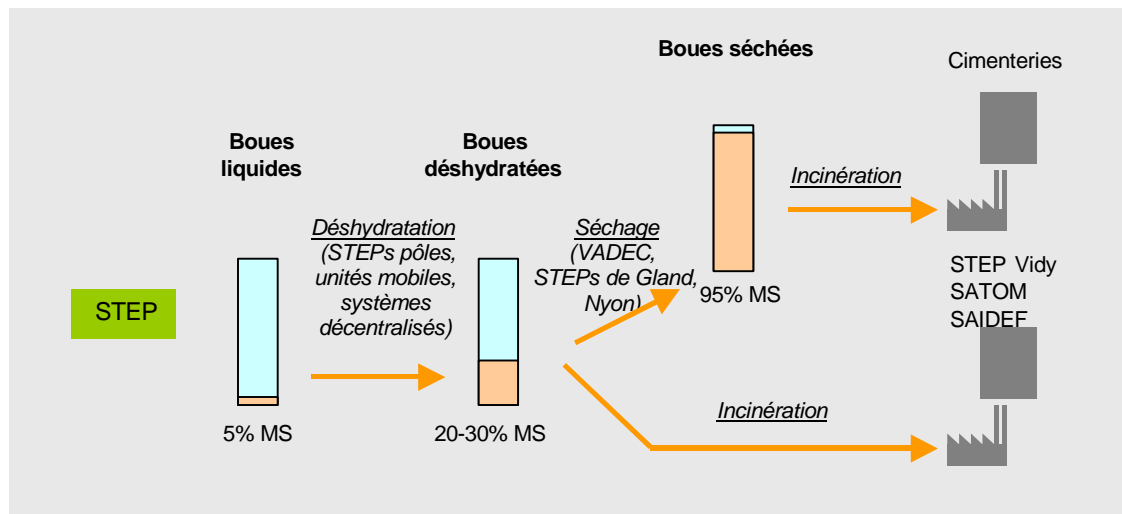 STEP
Boues
liquides
5% MS
Déshydratation
(STEPs pôles,
unités mobiles,
systèmes
décentralisés)
Boues
déshydratées
20-30% MS
Séchage
(VADEC,
STEPs de Gland,
Nyon)
Boues séchées
95% MS
Incinération
Cimenteries
Incinération
STEP Vidy
SATOM
SAIDEF